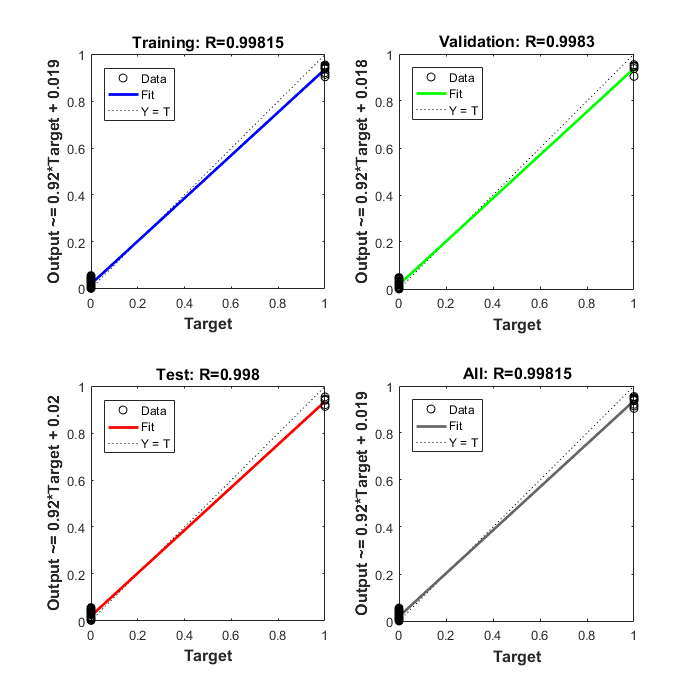 Training: R=0.99815
Output ~= 0.92*Target + 0.019
1
0.8
0.6
0.4
0.2
0
Data
Fit
Y = T
0 0.2 0.4 0.6 0.8 1
Target
Validation: R=0.9983
Output ~= 0.92*Target + 0.018
1
0.8
0.6
0.4
0.2
0
Data
Fit
Y = T
0 0.2 0.4 0.6 0.8 1
Target
Test: R=0.998
Output ~= 0.92*Target + 0.02
1
0.8
0.6
0.4
0.2
0
Data
Fit
Y = T
0 0.2 0.4 0.6 0.8 1
Target
All: R=0.99815
Output ~= 0.92*Target + 0.019
1
0.8
0.6
0.4
0.2
0
Data
Fit
Y = T
0 0.2 0.4 0.6 0.8 1
Target